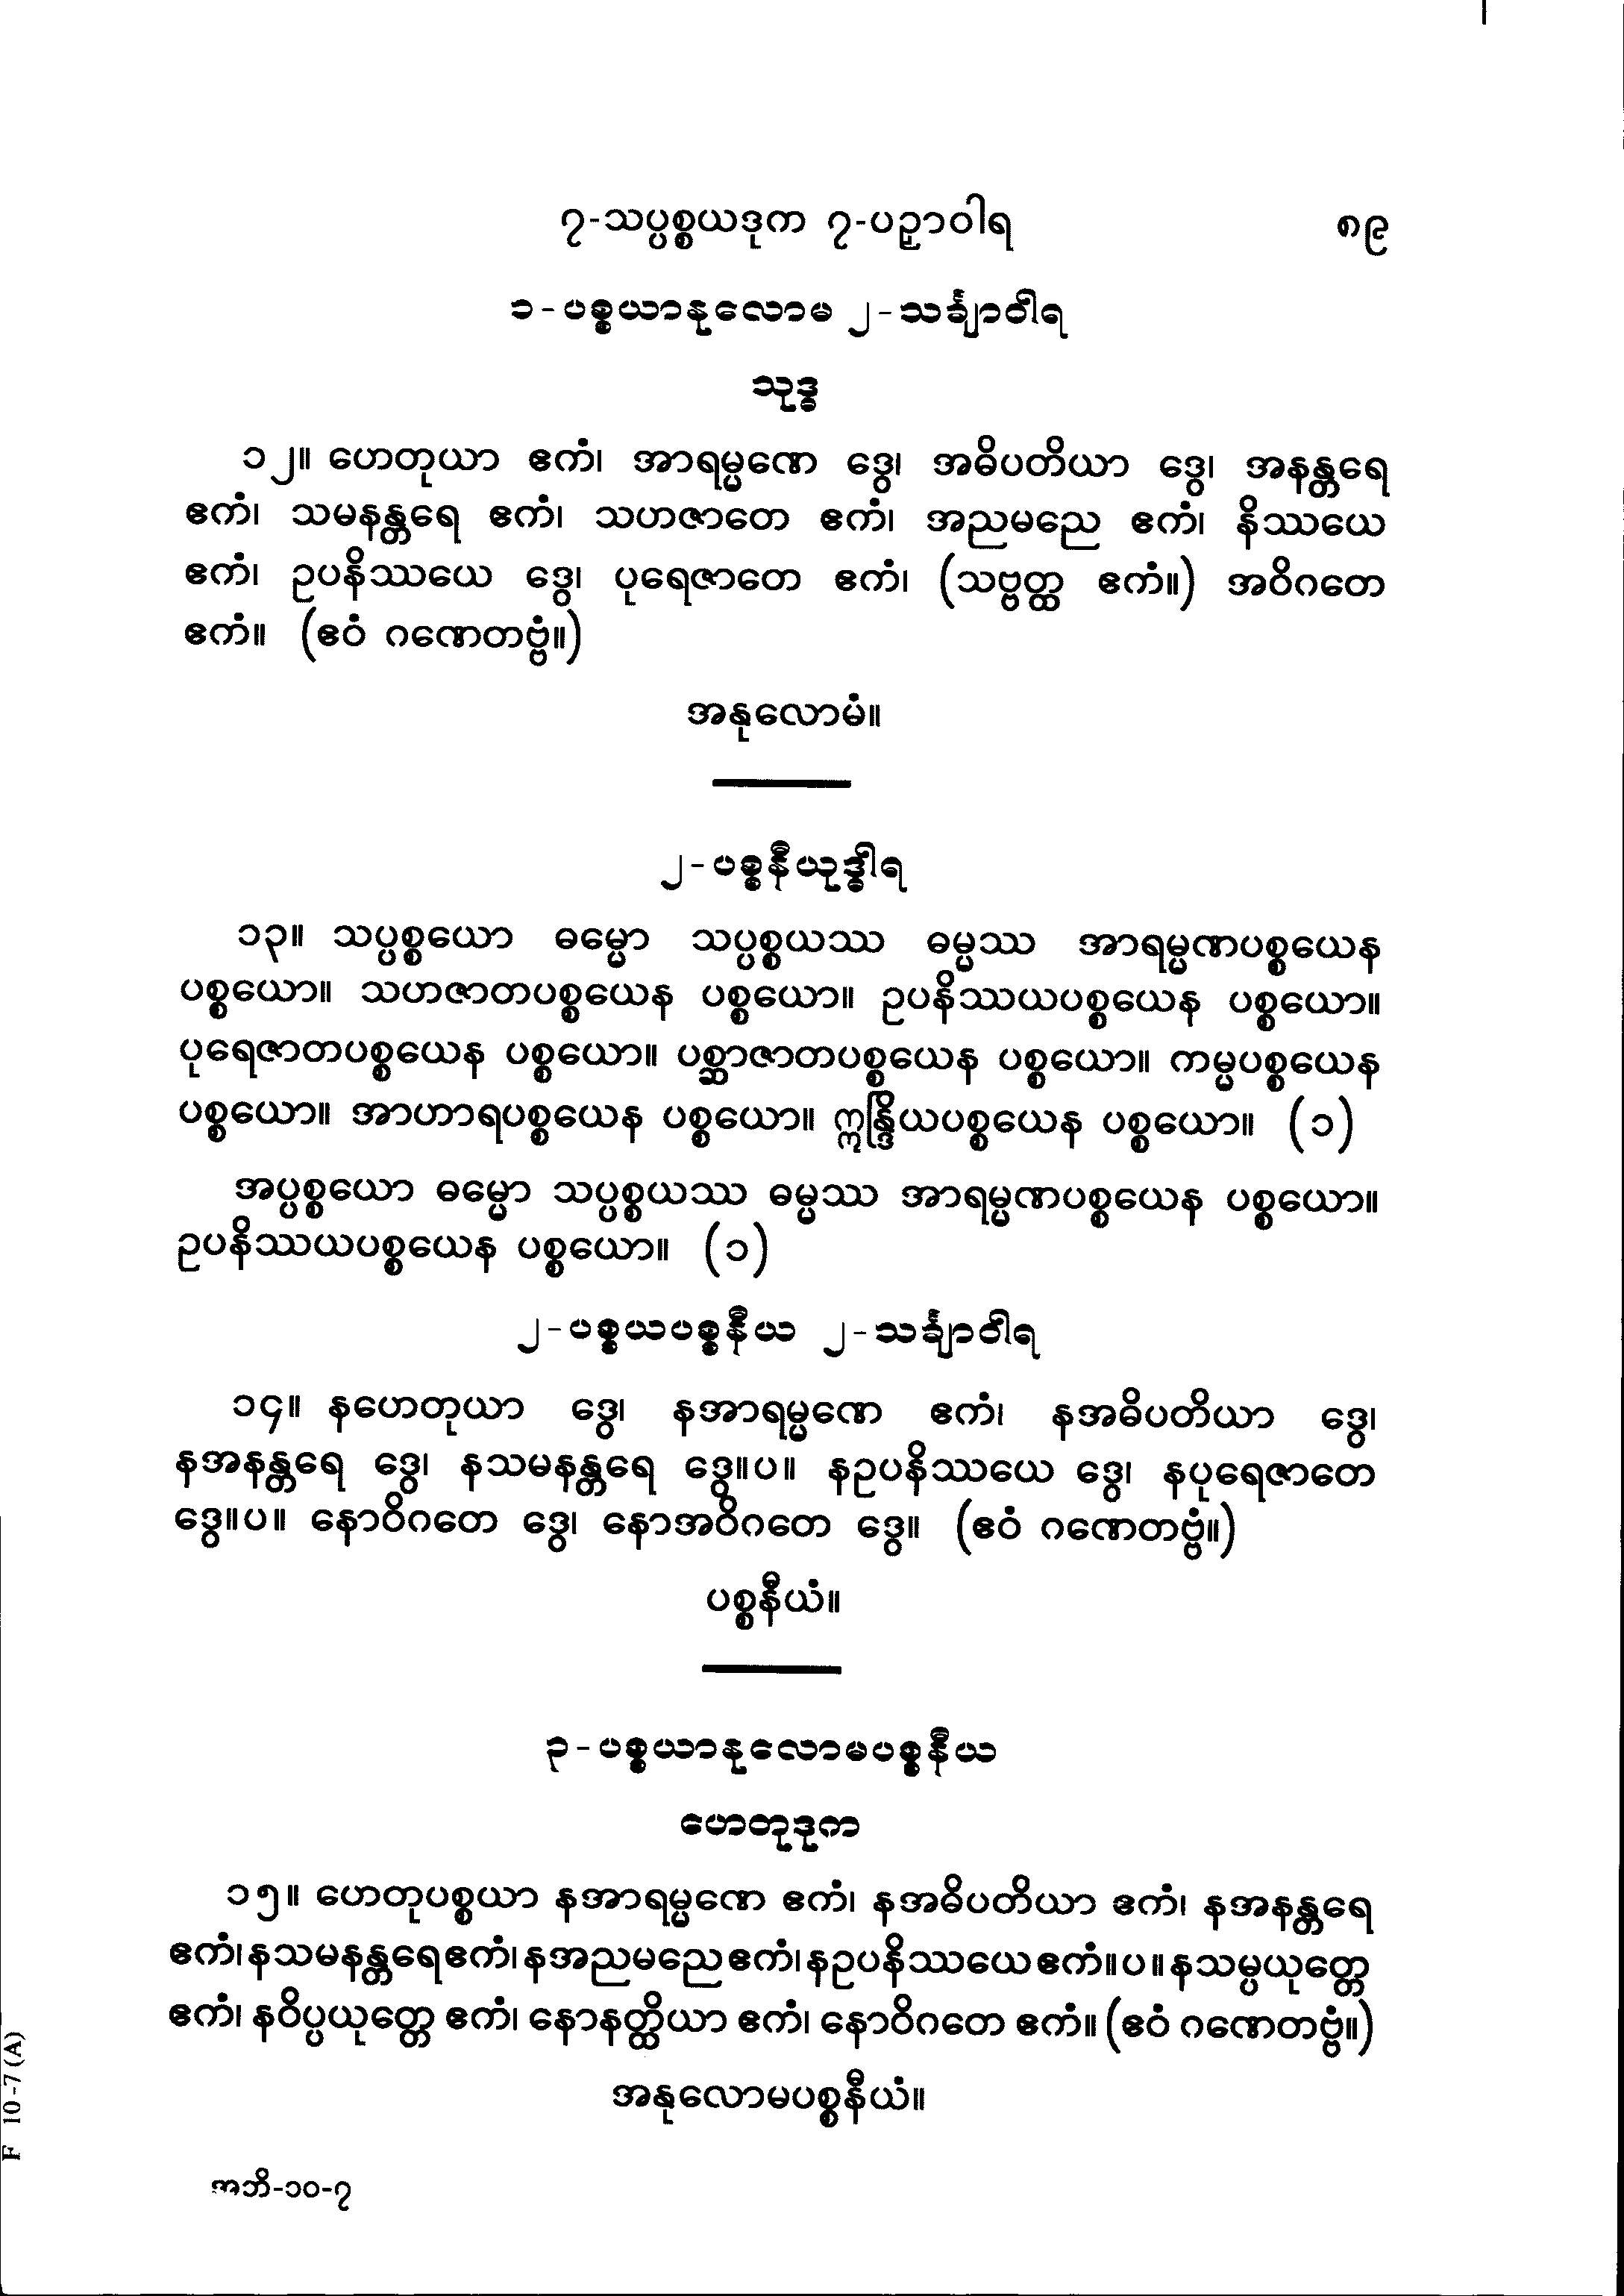 ၇-သပ္ပစ္စယဒုက ၇-ပဉှာဝါရ ၈၉
၁-ပစ္စယာနုလောမ ၂-သင်္ချာဝါရ
သုဒ္ဓ
၁၂။ ဟေတုယာ ဧကံ၊ အာရမ္မဏေ ဒွေ၊ အဓိပတိယာ ဒွေ၊ အနန္တရေ
ဧကံ၊ သမနန္တရေ ဧကံ၊ သဟဇာတေ ဧကံ၊ အညမညေ ဧကံ၊ နိဿယေ
ဧကံ၊ ဥပနိဿယေ ဒွေ၊ ပုရေဇာတေ ဧကံ၊ (သဗ္ဗတ္ထ ဧကံ။) အဝိဂတေ
ဧကံ။ (ဧဝံ ဂဏေတဗ္ဗံ။)
အနုလောမံ။
၂-ပစ္စနီယုဒ္ဓါရ
၁၃။ သပ္ပစ္စယော ဓမ္မော သပ္ပစ္စယဿ ဓမ္မဿ အာရမ္မဏပစ္စယေန
ပစ္စယော။ သဟဇာတပစ္စယေန ပစ္စယော။ ဥပနိဿယပစ္စယေန ပစ္စယော။
ပုရေဇာတပစ္စယေန ပစ္စယော။ ပစ္ဆာဇာတပစ္စယေန ပစ္စယော။ ကမ္မပစ္စယေန
ပစ္စယော။ အာဟာရပစ္စယေန ပစ္စယော။ ဣန္ဒြိယပစ္စယေန ပစ္စယော။ (၁)
အပ္ပစ္စယော ဓမ္မော သပ္ပစ္စယဿ ဓမ္မဿ အာရမ္မဏပစ္စယေန ပစ္စယော။
ဥပနိဿယပစ္စယေန ပစ္စယော။ (၁)
၂-ပစ္စယပစ္စနီယ ၂-သင်္ချာဝါရ
၁၄။ နဟေတုယာ ဒွေ၊ နအာရမ္မဏေ ဧကံ၊ နအဓိပတိယာ ဒွေ၊
နအနန္တရေ ဒွေ၊ နသမနန္တရေ ဒွေ။ပ။ နဥပနိဿယေ ဒွေ၊ နပုရေဇာတေ
ဒွေ။ပ။ နောဝိဂတေ ဒွေ၊ နောအဝိဂတေ ဒွေ။ (ဧဝံ ဂဏေတဗ္ဗံ။)
ပစ္စနီယံ။
၃-ပစ္စယာနုလောမပစ္စနီယ
ဟေတုဒုက
၁၅။ ဟေတုပစ္စယာ နအာရမ္မဏေ ဧကံ၊ နအဓိပတိယာ ဧကံ၊ နအနန္တရေ
ဧကံ၊ နသမနန္တရေ ဧကံ၊ နအညမညေ ဧကံ၊ နဥပနိဿယေ ဧကံ။ပ။ နသမ္ပယုတ္တေ
ဧကံ၊ နဝိပ္ပယုတ္တေ ဧကံ၊ နောနတ္ထိယာ ဧကံ၊ နောဝိဂတေ ဧကံ။ (ဧဝံ ဂဏေတဗ္ဗံ။)
အနုလောမပစ္စနီယံ။
အဘိ-၁၀-၇
F 10-7 (A)